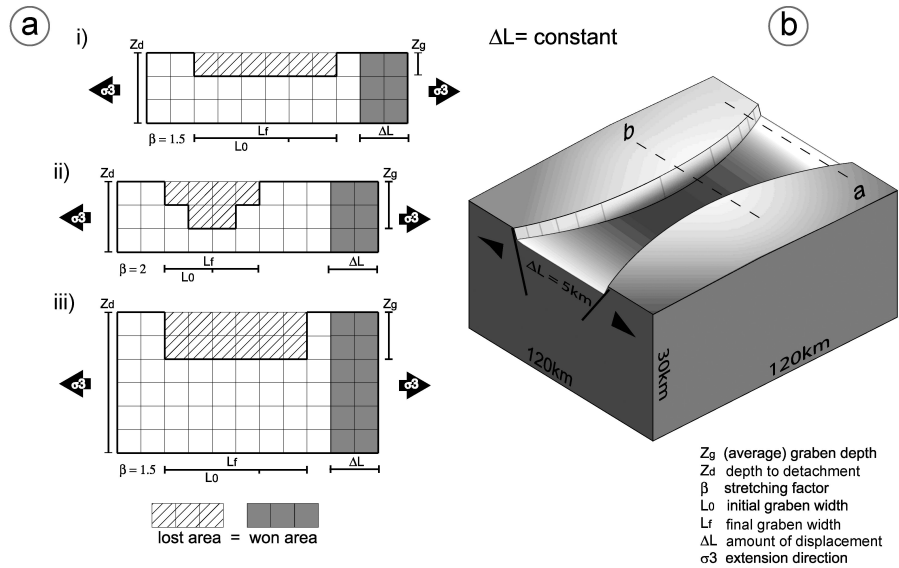 a
i)
Zd
Zg
σ3
σ3
β = 1.5
Lf
L0
ΔL
ii)
Zd
Zg
σ3
σ3
β = 2
Lf
L0
ΔL
iii)
Zd
Zg
σ3
σ3
β = 1.5
Lf
L0
ΔL
lost area = won area
ΔL= constant
b
b
a
ΔL = 5km
120km
30km
120km
Zg (average) graben depth
Zd depth to detachment
β stretching factor
L0 initial graben width
Lf final graben width
ΔL amount of displacement
σ3 extension direction